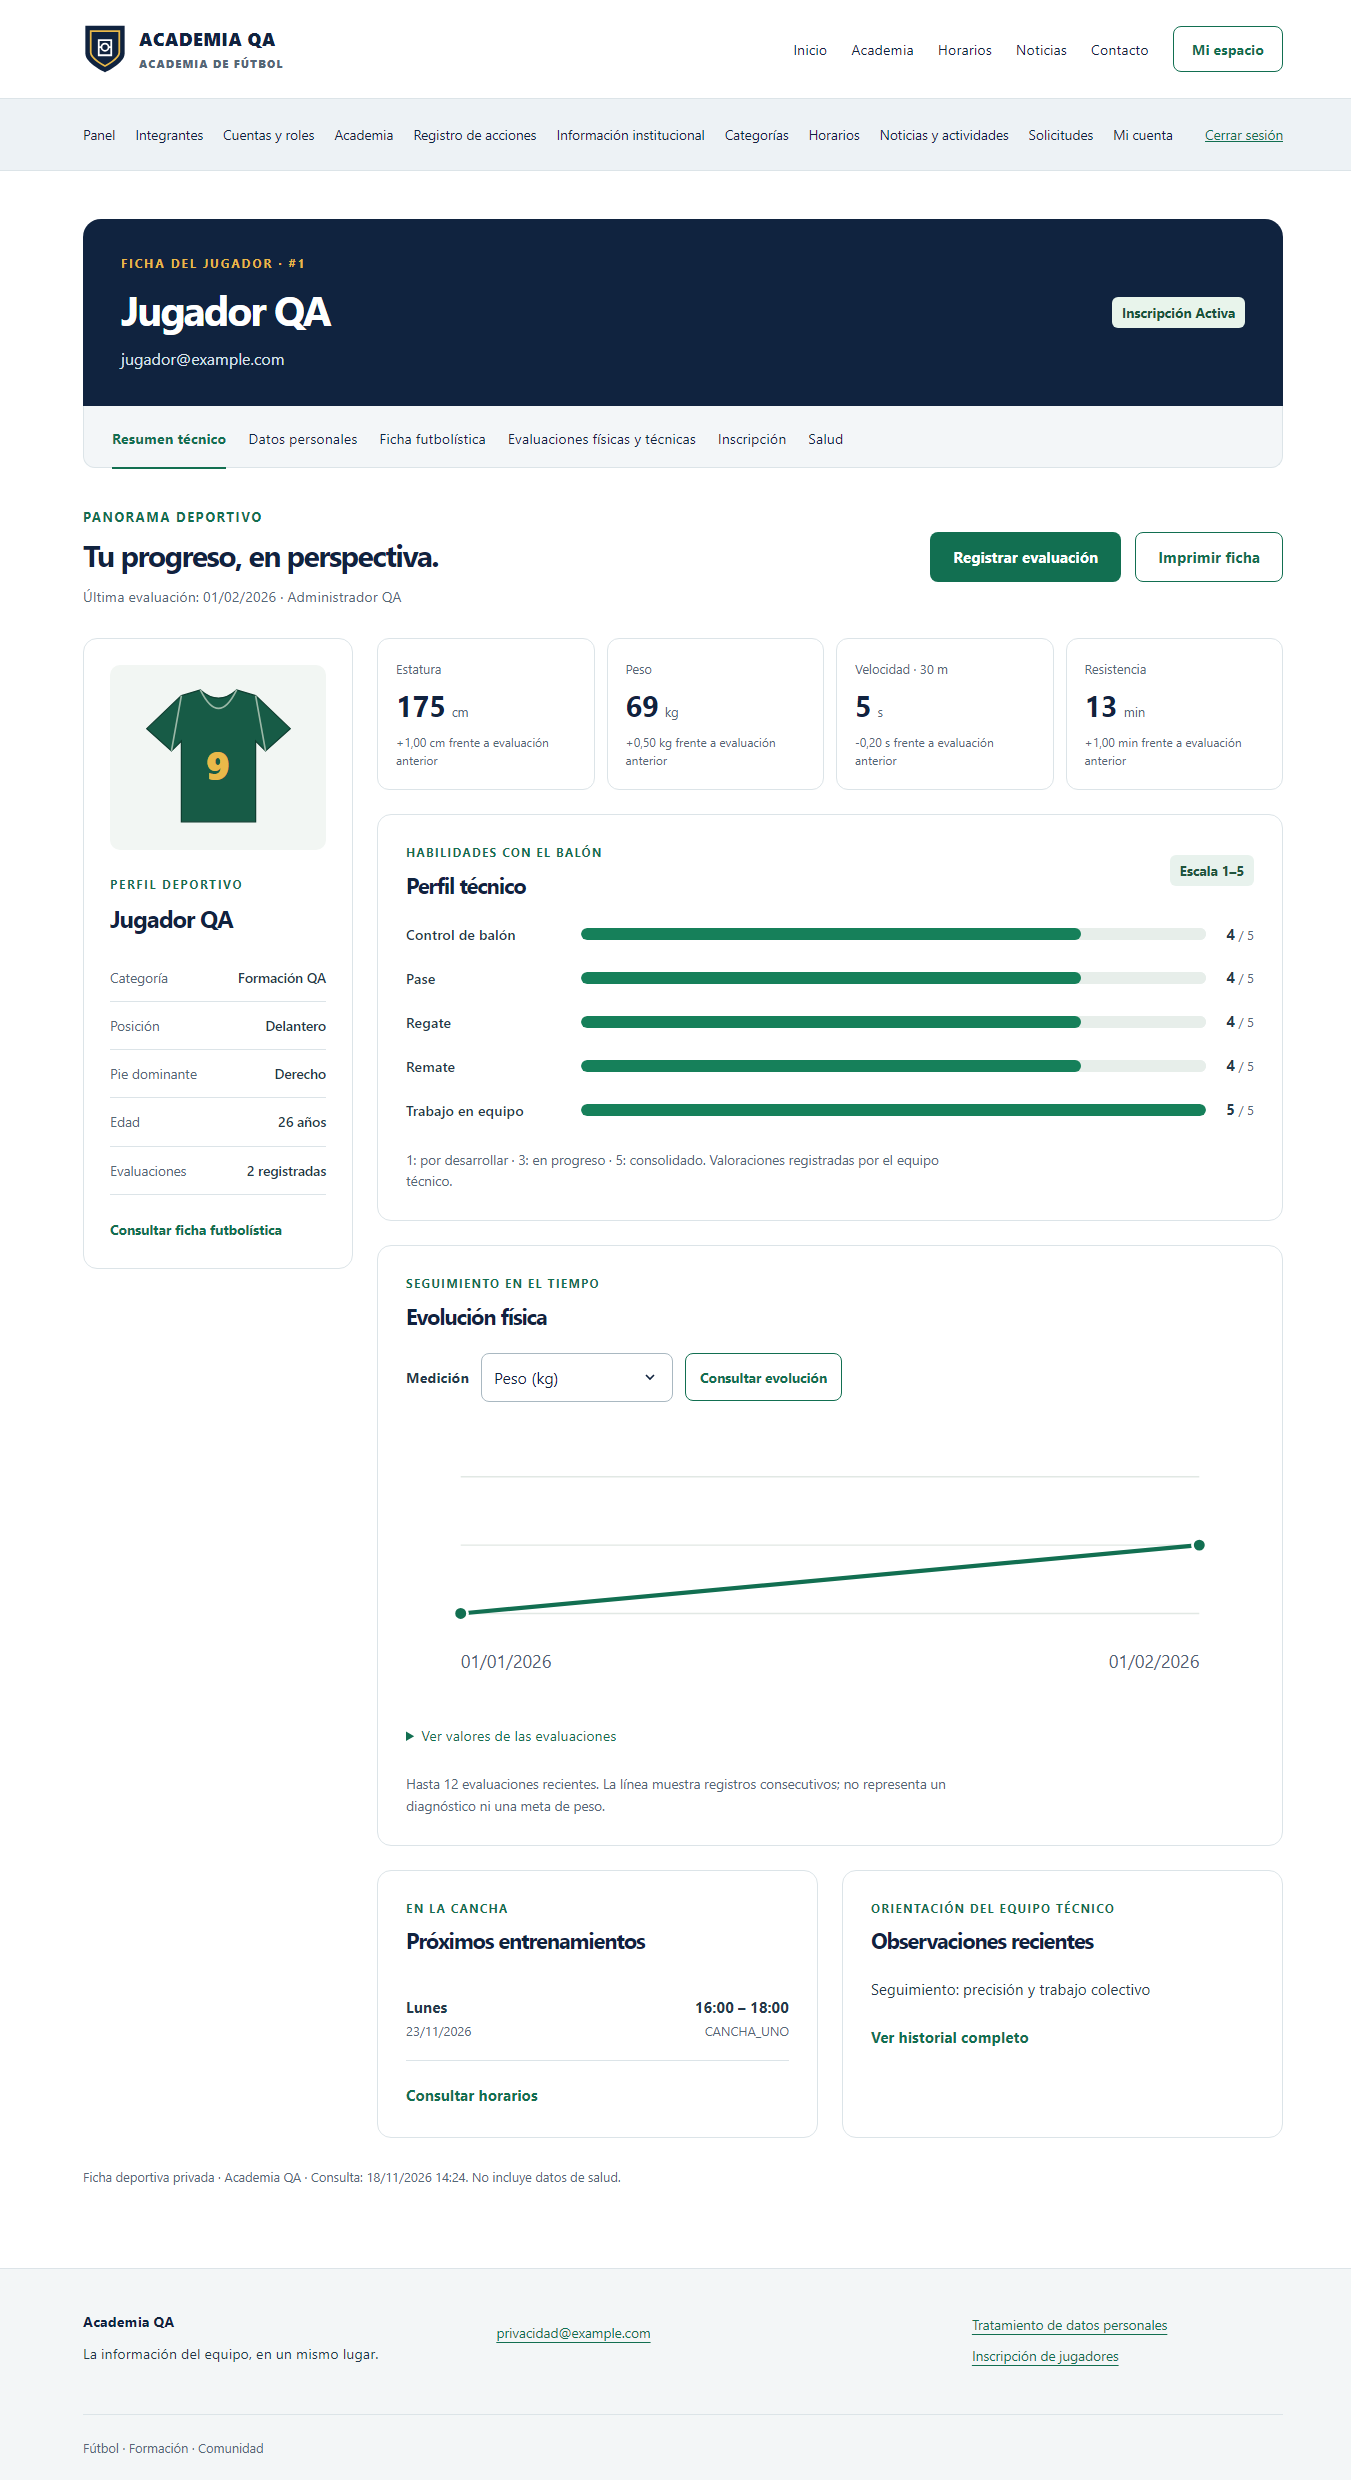 ACADEMIA QA
ACADEMIA DE FÚTBOL
Inicio Academia Horarios Noticias Contacto Mi espacio
Panel Integrantes Cuentas y roles Academia Registro de acciones Información institucional Categorías Horarios Noticias y actividades Solicitudes Mi cuenta Cerrar sesión
FICHA DEL JUGADOR · #1
Jugador QA
jugador@example.com
Inscripción Activa
Resumen técnico Datos personales Ficha futbolística Evaluaciones físicas y técnicas Inscripción Salud
PANORAMA DEPORTIVO
Tu progreso, en perspectiva.
Última evaluación: 01/02/2026 · Administrador QA
Registrar evaluación Imprimir ficha
9
PERFIL DEPORTIVO
Jugador QA
Categoría Formación QA
Posición Delantero
Pie dominante Derecho
Edad 26 años
Evaluaciones 2 registradas
Consultar ficha futbolística
Estatura
175 cm
+1,00 cm frente a evaluación
anterior
Peso
69 kg
+0,50 kg frente a evaluación
anterior
Velocidad · 30 m
5 s
-0,20 s frente a evaluación
anterior
Resistencia
13 min
+1,00 min frente a evaluación
anterior
HABILIDADES CON EL BALÓN
Perfil técnico
Escala 1–5
Control de balón 4 / 5
Pase 4 / 5
Regate 4 / 5
Remate 4 / 5
Trabajo en equipo 5 / 5
1: por desarrollar · 3: en progreso · 5: consolidado. Valoraciones registradas por el equipo
técnico.
SEGUIMIENTO EN EL TIEMPO
Evolución física
Medición Peso (kg) Consultar evolución
01/01/2026 01/02/2026
Ver valores de las evaluaciones
Hasta 12 evaluaciones recientes. La línea muestra registros consecutivos; no representa un
diagnóstico ni una meta de peso.
EN LA CANCHA
Próximos entrenamientos
Lunes 16:00 – 18:00
23/11/2026 CANCHA_UNO
Consultar horarios
ORIENTACIÓN DEL EQUIPO TÉCNICO
Observaciones recientes
Seguimiento: precisión y trabajo colectivo
Ver historial completo
Ficha deportiva privada · Academia QA · Consulta: 18/11/2026 14:24. No incluye datos de salud.
Academia QA
La información del equipo, en un mismo lugar.
privacidad@example.com
Tratamiento de datos personales
Inscripción de jugadores
Fútbol · Formación · Comunidad